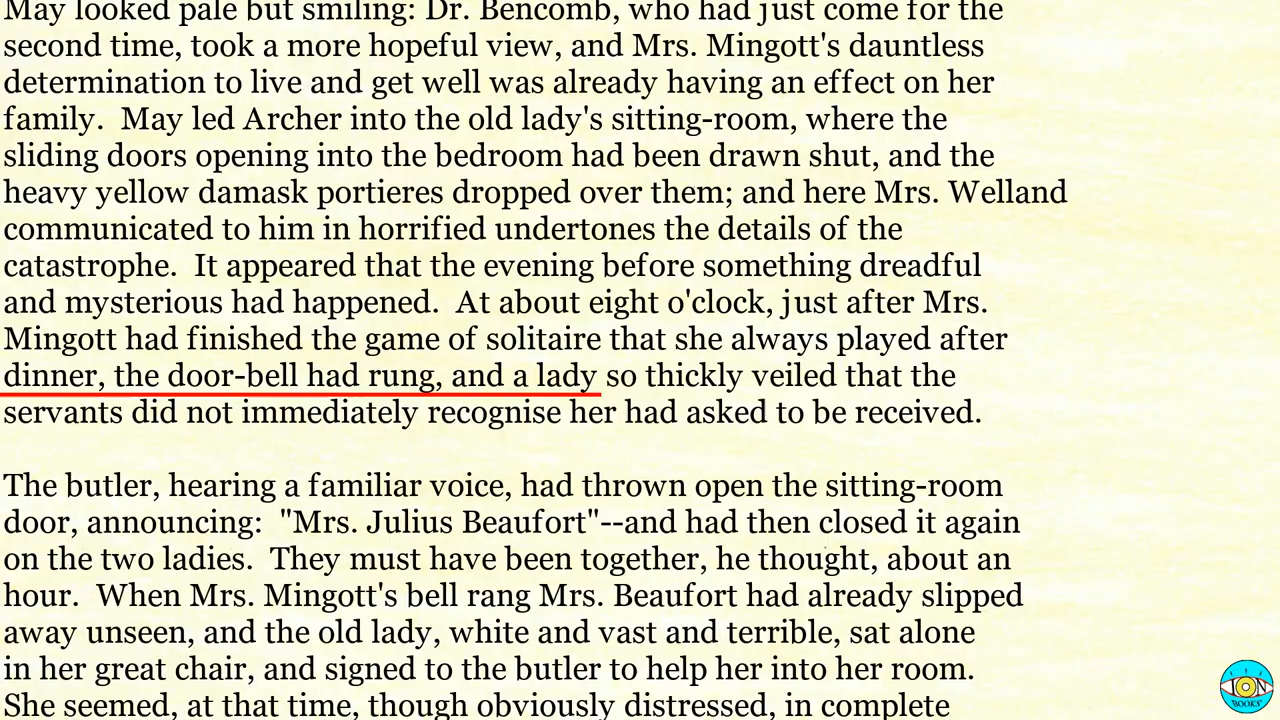 May looked pale but smiling: Dr. Bencomb, who had just come for the
second time, took a more hopeful view, and Mrs. Mingott's dauntless
determination to live and get well was already having an effect on her
family.  May led Archer into the old lady's sitting-room, where the
sliding doors opening into the bedroom had been drawn shut, and the
heavy yellow damask portieres dropped over them; and here Mrs. Welland
communicated to him in horrified undertones the details of the
catastrophe.  It appeared that the evening before something dreadful
and mysterious had happened.  At about eight o'clock, just after Mrs.
Mingott had finished the game of solitaire that she always played after
dinner, the door-bell had rung, and a lady so thickly veiled that the
servants did not immediately recognise her had asked to be received.

The butler, hearing a familiar voice, had thrown open the sitting-room
door, announcing:  "Mrs. Julius Beaufort"--and had then closed it again
on the two ladies.  They must have been together, he thought, about an
hour.  When Mrs. Mingott's bell rang Mrs. Beaufort had already slipped
away unseen, and the old lady, white and vast and terrible, sat alone
in her great chair, and signed to the butler to help her into her room.
She seemed, at that time, though obviously distressed, in complete
ION
BOOKS